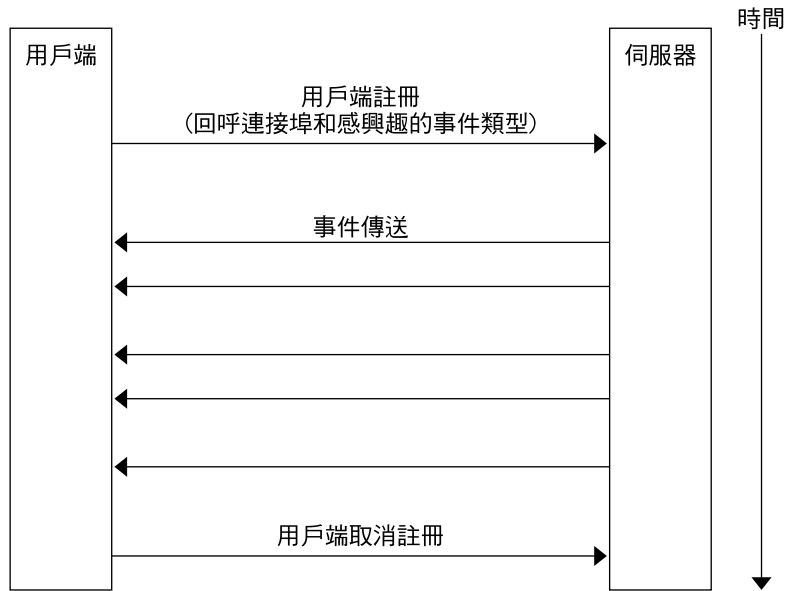 時間
用戶端
伺服器
用戶端註冊
（回呼連接埠和感興趣的事件類型）
事件傳送
用戶端取消註冊